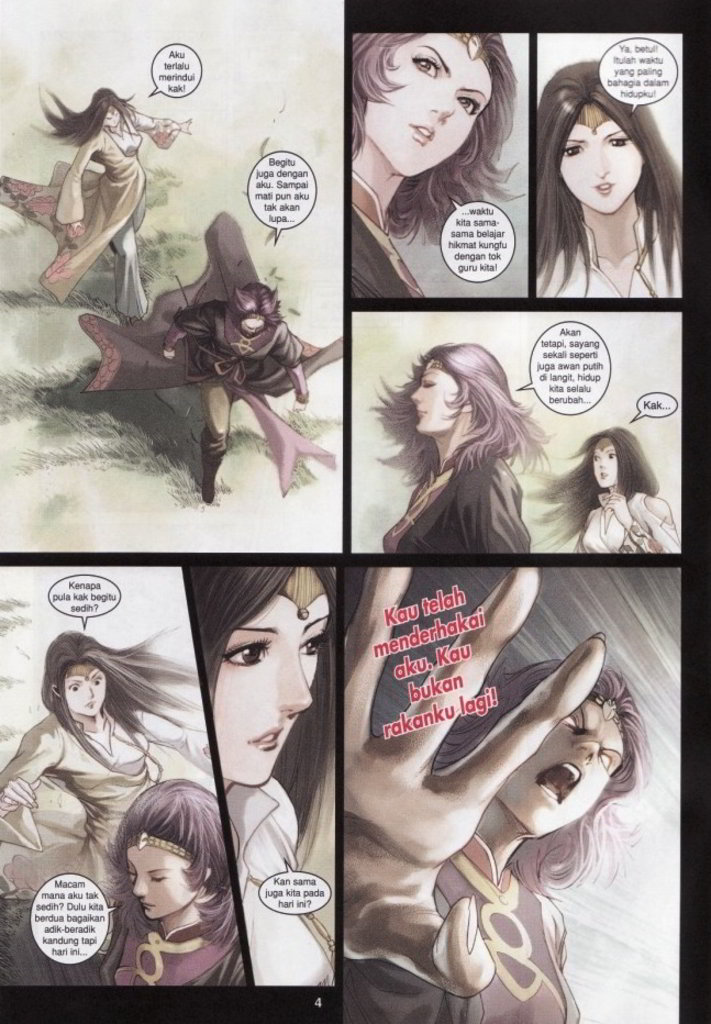 Aku
terlalu
merindui
kak!
Begitu
juga dengan
aku. Sampai
mati pun aku
tak akan
lupa...
...waktu
kita sama-
sama belajar
hikmat kungfu
dengan tok
guru kita!
Ya, betul!
Itulah waktu
yang paling
bahagia dalam
hidupku!
Akan
tetapi, sayang
sekali seperti
juga awan putih
di langit, hidup
kita selalu
berubah...
Kak...
Kenapa
pula kak begitu
sedih?
Macam
mana aku tak
sedih? Dulu kita
berdua bagaikan
adik-beradik
kandung tapi
hari ini...
Kan sama
juga kita pada
hari ini?
Kau telah
menderhakai
aku. Kau
bukan
rakanku lagi!
4